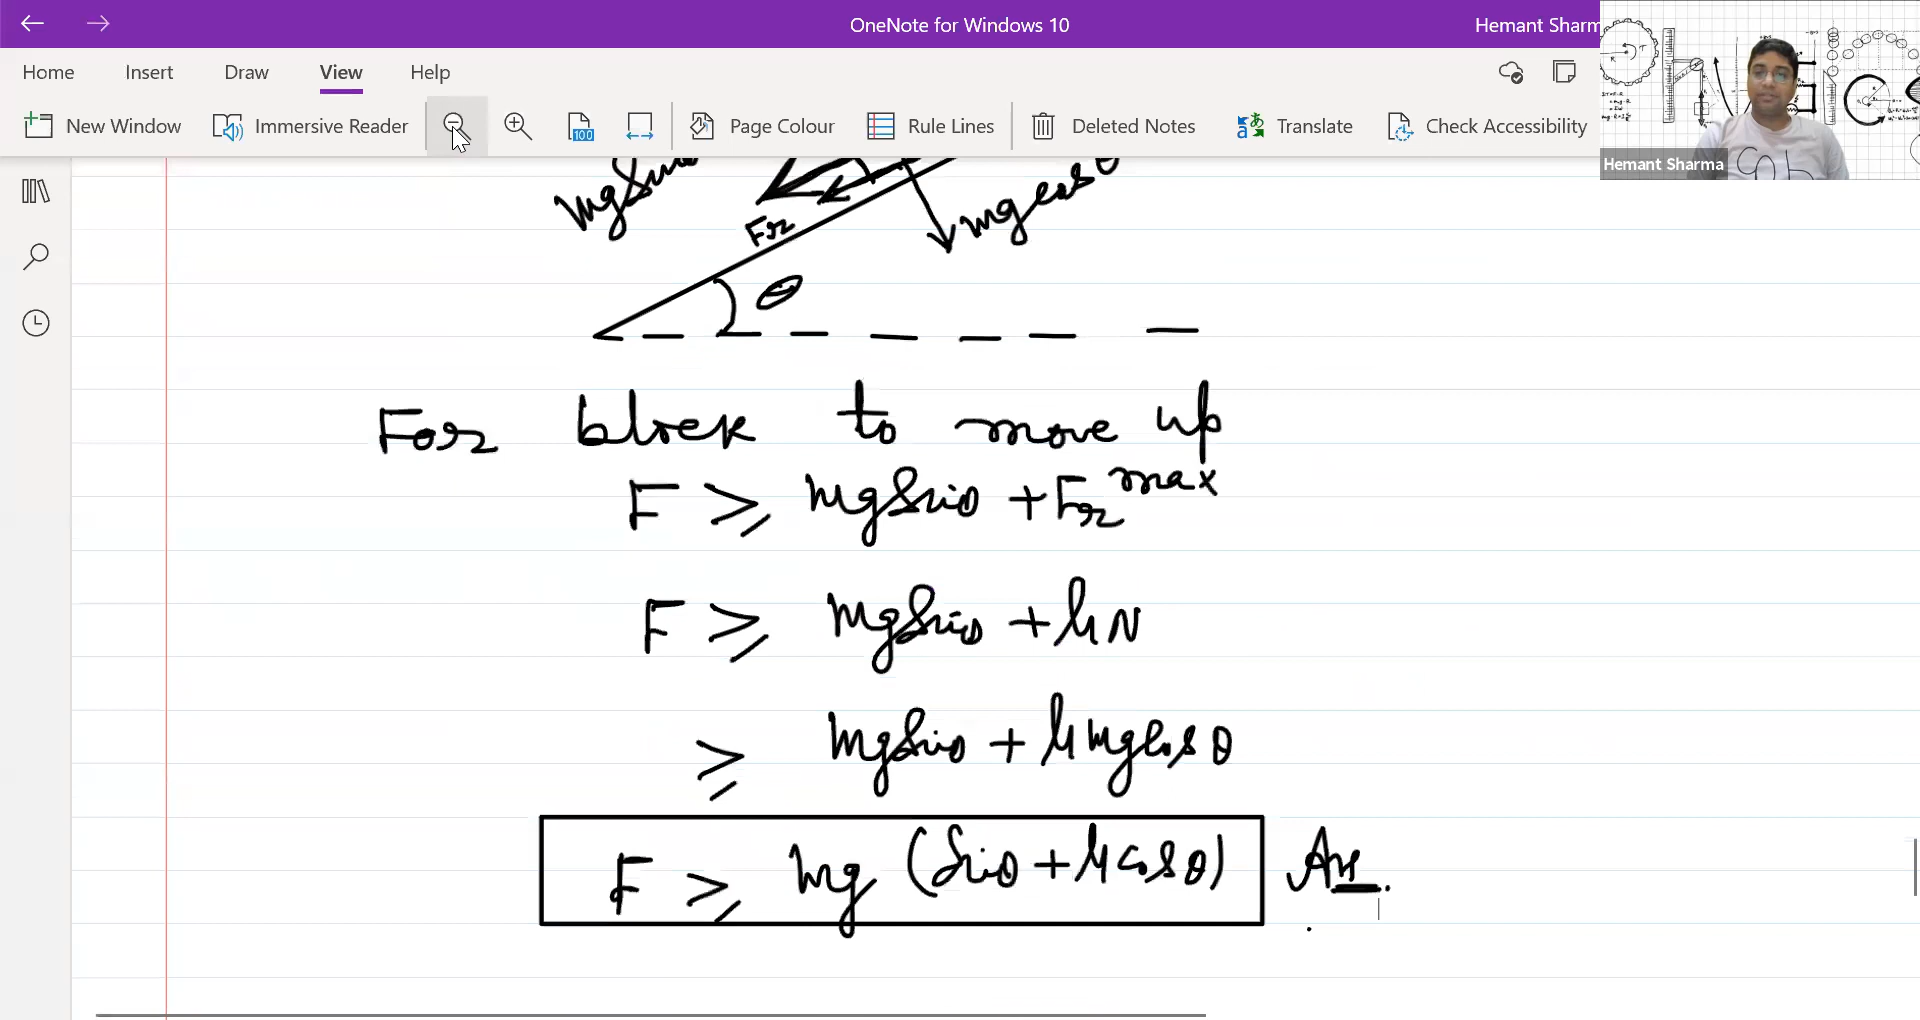 OneNote for Windows 10
Hemant Sharm
Home Insert Draw View Help
New Window Immersive Reader 100 Page Colour Rule Lines Deleted Notes Translate Check Accessibility
Hemant Sharma
mg cos θ
Fr
θ
For block to move up
F ≥ mg Sinθ + Fr max
F ≥ mg Sinθ + μN
≥ mg Sinθ + μ mg Cos θ
F ≥ mg (Sinθ + μ Cos θ) Ans.